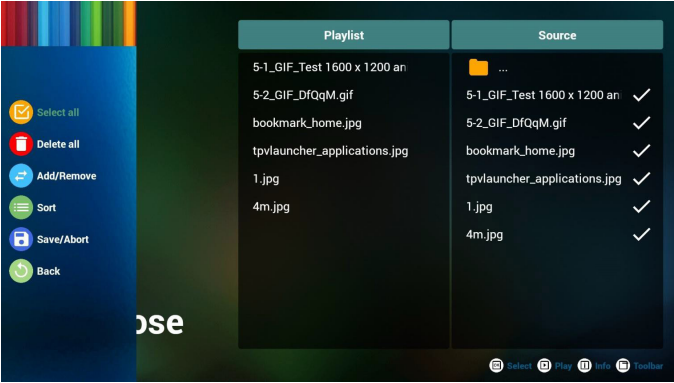 Select all
Delete all
Add/Remove
Sort
Save/Abort
Back
ose
Playlist
5-1_GIF_Test 1600 x 1200 an
5-2_GIF_DfQqM.gif
bookmark_home.jpg
tpvlauncher_applications.jpg
1.jpg
4m.jpg
Source
...
5-1_GIF_Test 1600 x 1200 an
5-2_GIF_DfQqM.gif
bookmark_home.jpg
tpvlauncher_applications.jpg
1.jpg
4m.jpg
Select Play Info Toolbar